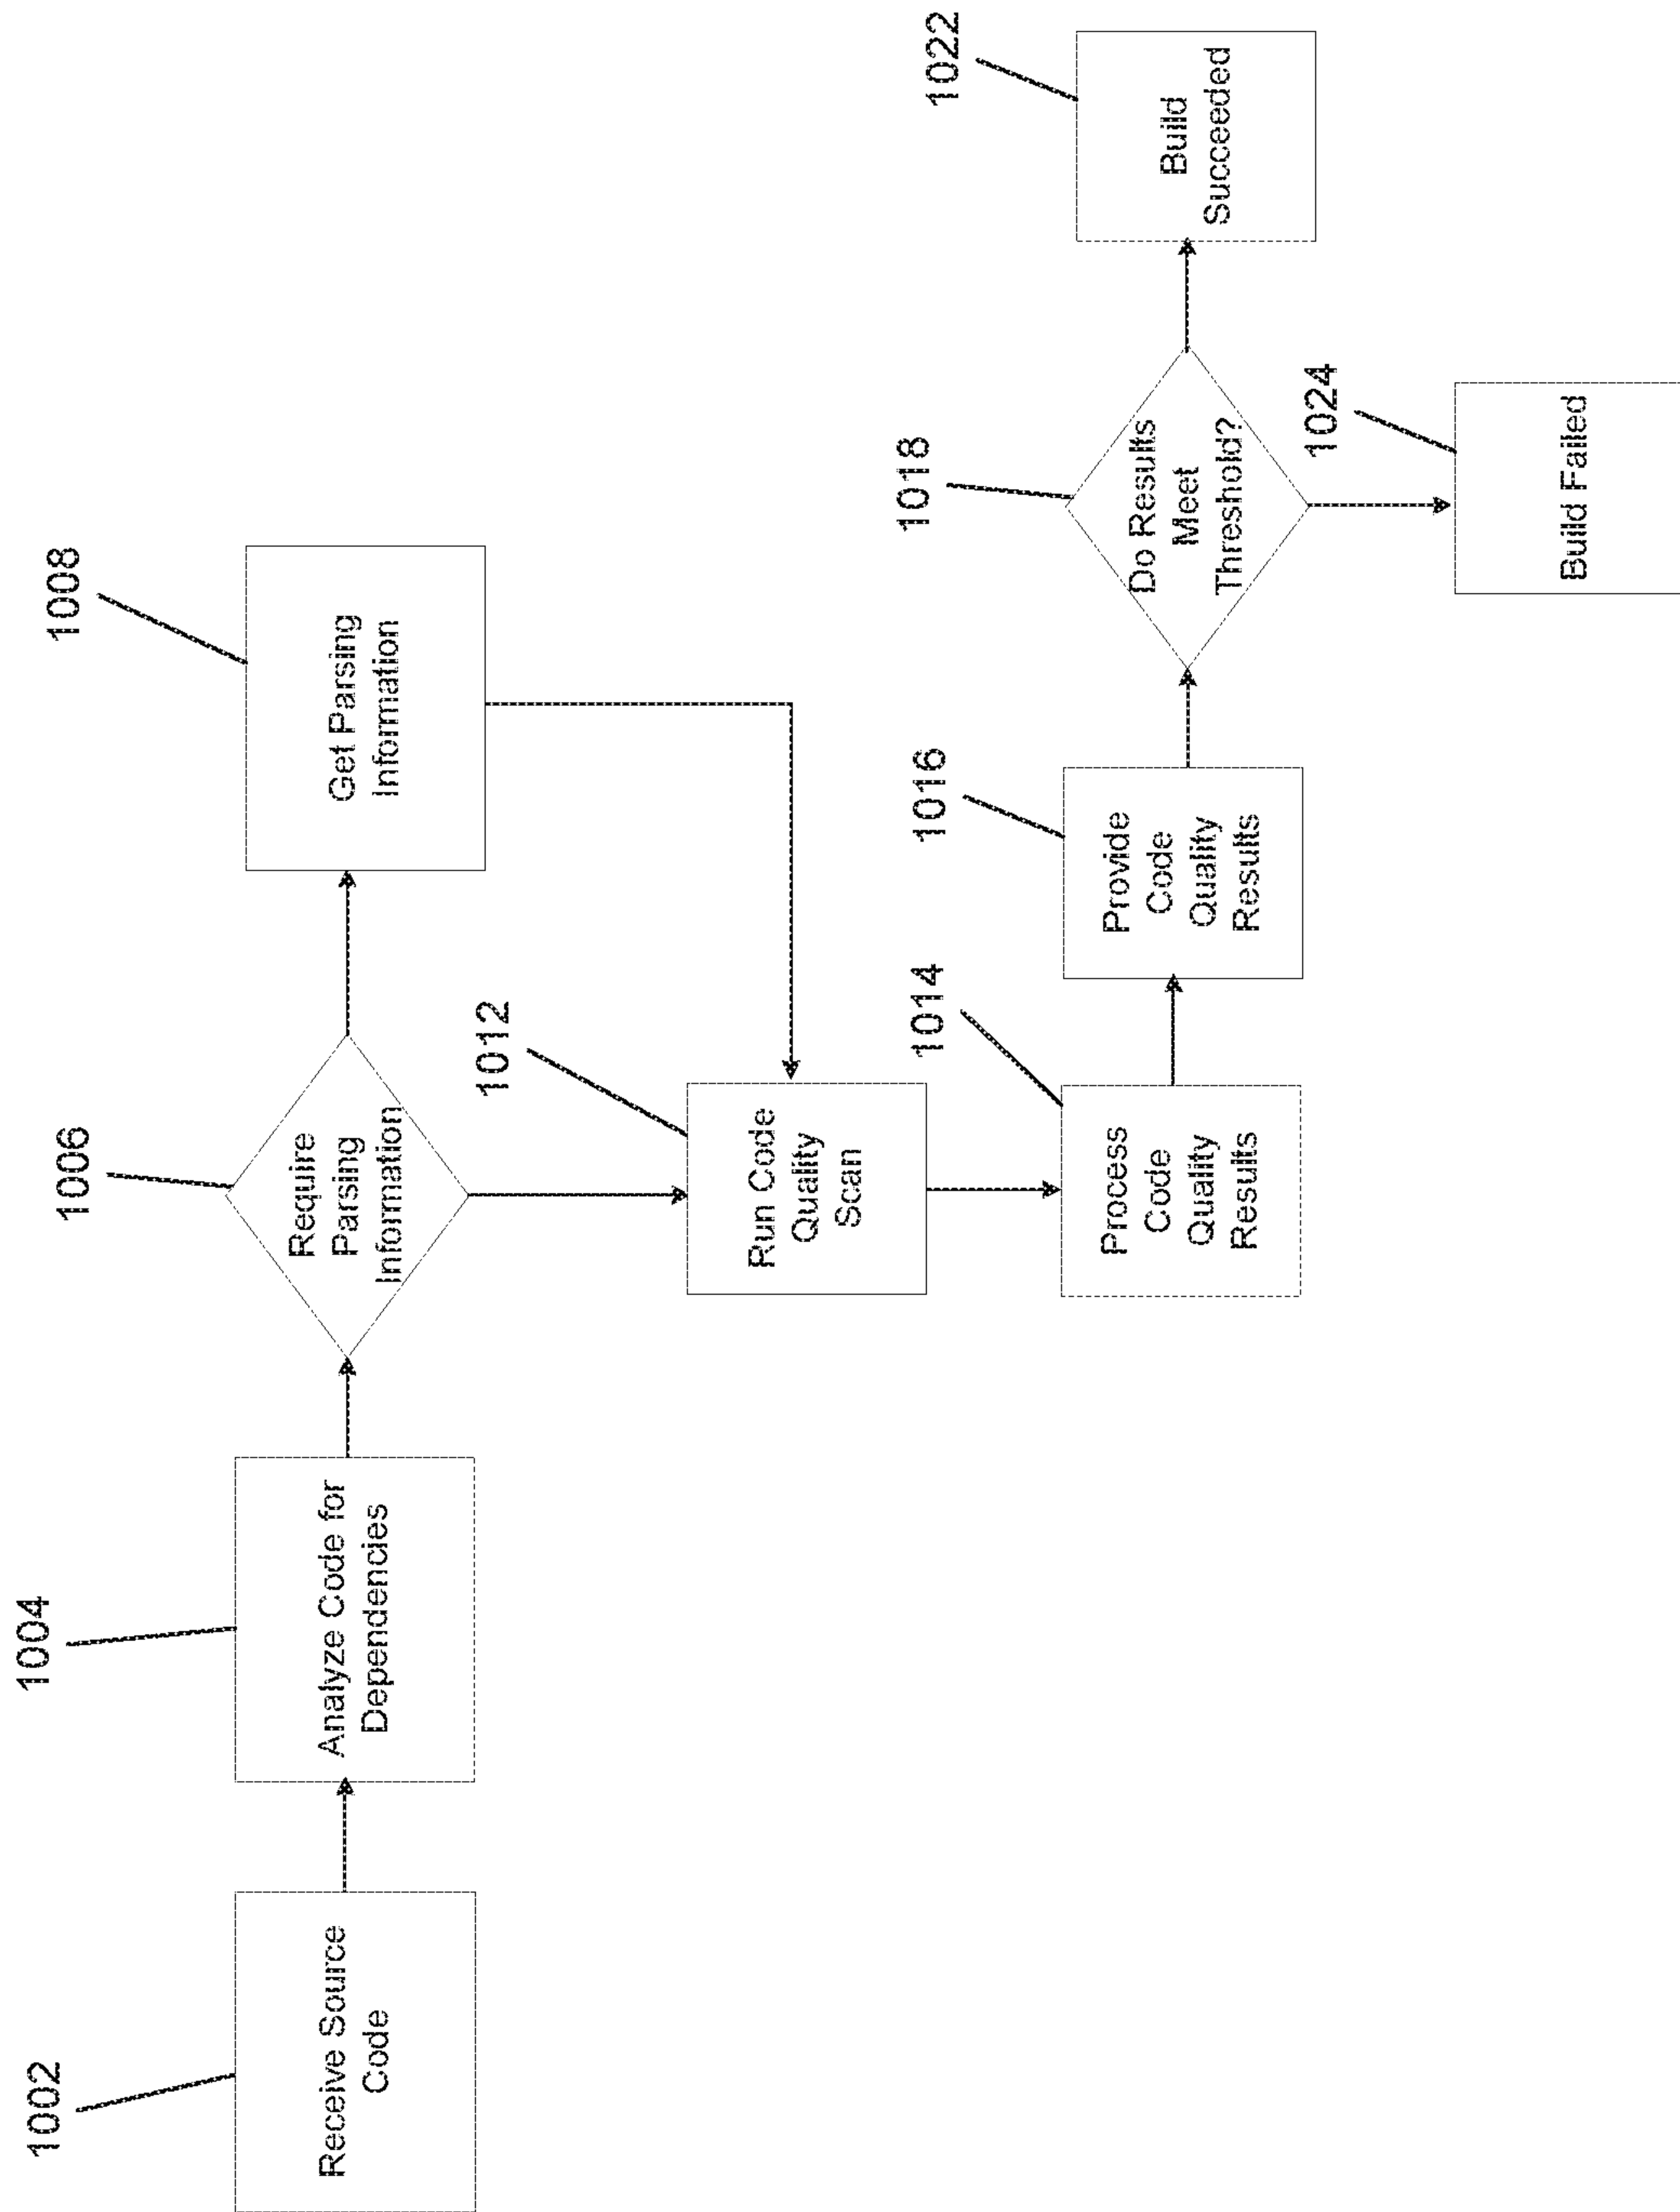 1002
Receive Source
Code
1004
Analyze Code for
Dependencies
1006
Require
Parsing
Information
1008
Get Parsing
Information
1012
Run Code
Quality
Scan
1014
Process
Code
Quality
Results
1016
Provide
Code
Quality
Results
1018
Do Results
Meet
Threshold?
1022
Build
Succeeded
1024
Build Failed